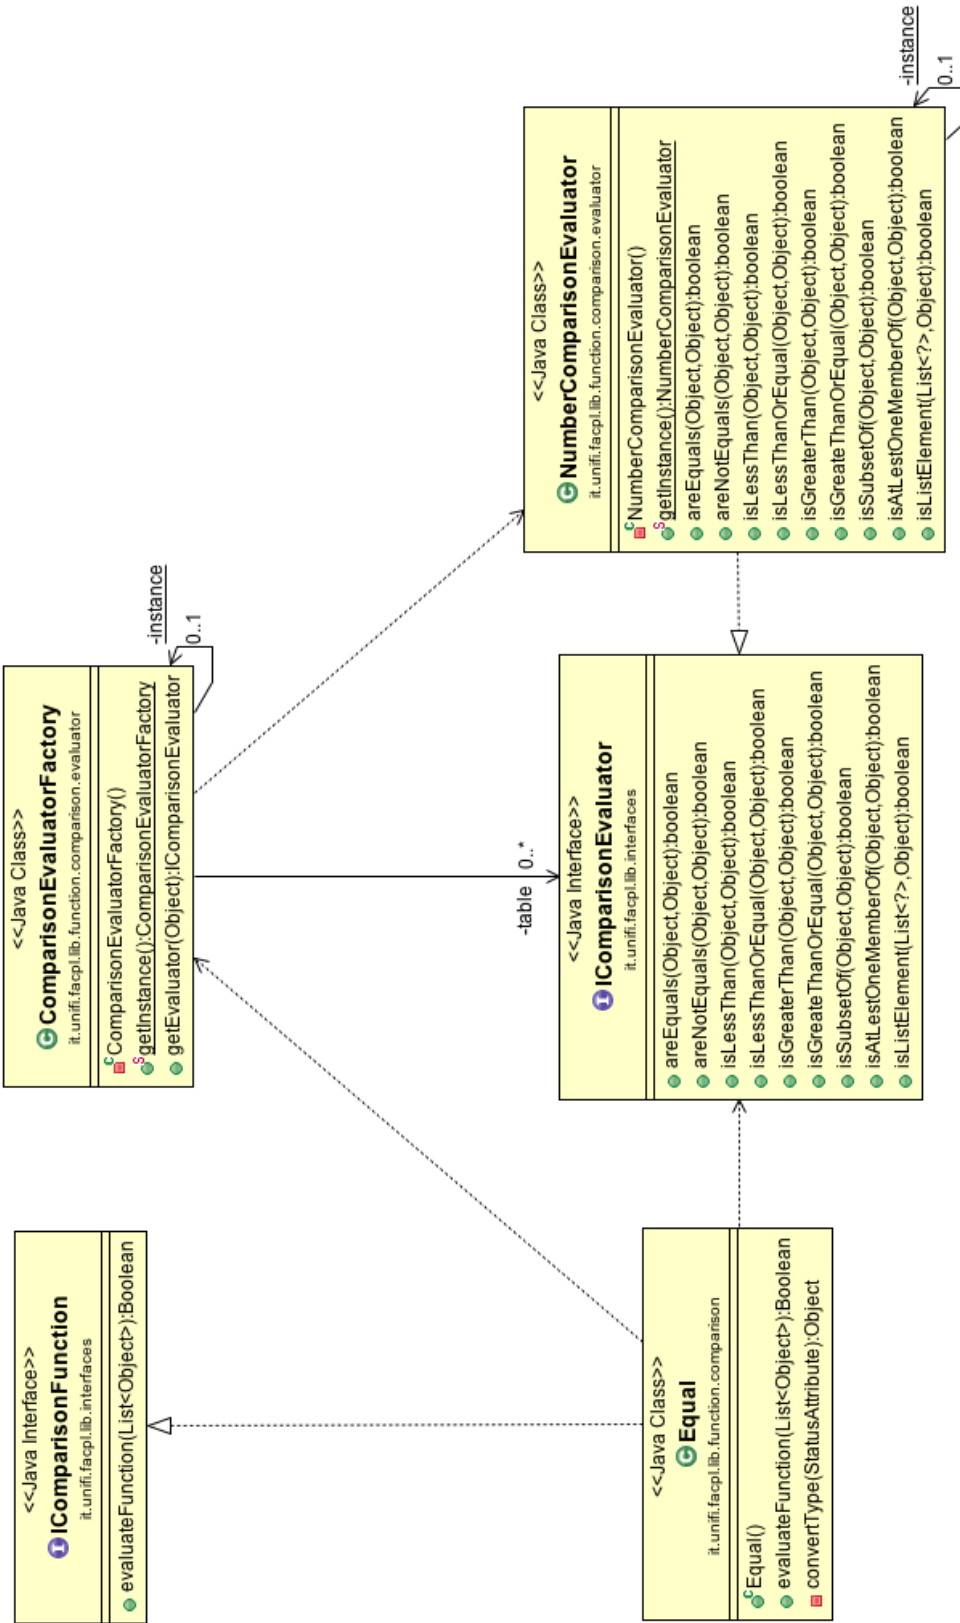 <<Java Interface>>
IComparisonFunction
it.unifi.facpl.lib.interfaces
evaluateFunction(List<Object>):Boolean
<<Java Class>>
ComparisonEvaluatorFactory
it.unifi.facpl.lib.function.comparison.evaluator
ComparisonEvaluatorFactory()
getInstance():ComparisonEvaluatorFactory
getEvaluator(Object):IComparisonEvaluator
-instance
0..1
-table 0..*
<<Java Class>>
Equal
it.unifi.facpl.lib.function.comparison
Equal()
evaluateFunction(List<Object>):Boolean
convertType(StatusAttribute):Object
<<Java Interface>>
IComparisonEvaluator
it.unifi.facpl.lib.interfaces
areEquals(Object,Object):boolean
areNotEquals(Object,Object):boolean
isLessThan(Object,Object):boolean
isLessThanOrEqual(Object,Object):boolean
isGreaterThan(Object,Object):boolean
isGreateThanOrEqual(Object,Object):boolean
isSubsetOf(Object,Object):boolean
isAtLestOneMemberOf(Object,Object):boolean
isListElement(List<?>,Object):boolean
<<Java Class>>
NumberComparisonEvaluator
it.unifi.facpl.lib.function.comparison.evaluator
NumberComparisonEvaluator()
getInstance():NumberComparisonEvaluator
areEquals(Object,Object):boolean
areNotEquals(Object,Object):boolean
isLessThan(Object,Object):boolean
isLessThanOrEqual(Object,Object):boolean
isGreaterThan(Object,Object):boolean
isGreateThanOrEqual(Object,Object):boolean
isSubsetOf(Object,Object):boolean
isAtLestOneMemberOf(Object,Object):boolean
isListElement(List<?>,Object):boolean
-instance
0..1